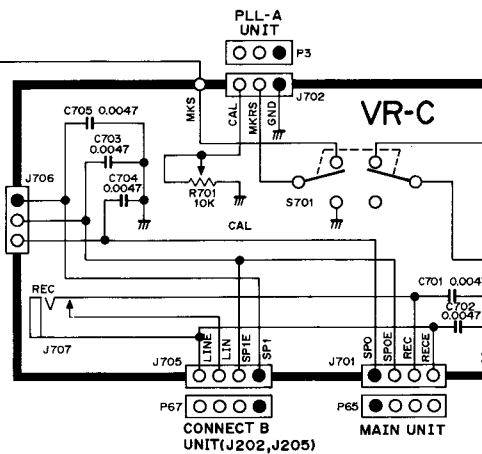 PLL-A
UNIT
P3
J702
MKS
CAL
MKRS
GND
VR-C
C705 0.0047
C703
0.0047
C704
0.0047
J706
R701
10K
CAL
S701
REC
J707
C701 0.0047
C702
0.0047
J705
LINE
LIN
SP1E
SP1
J701
SPO
SPOE
REC
RECE
P67
P65
CONNECT B
UNIT(J202,J205)
MAIN UNIT